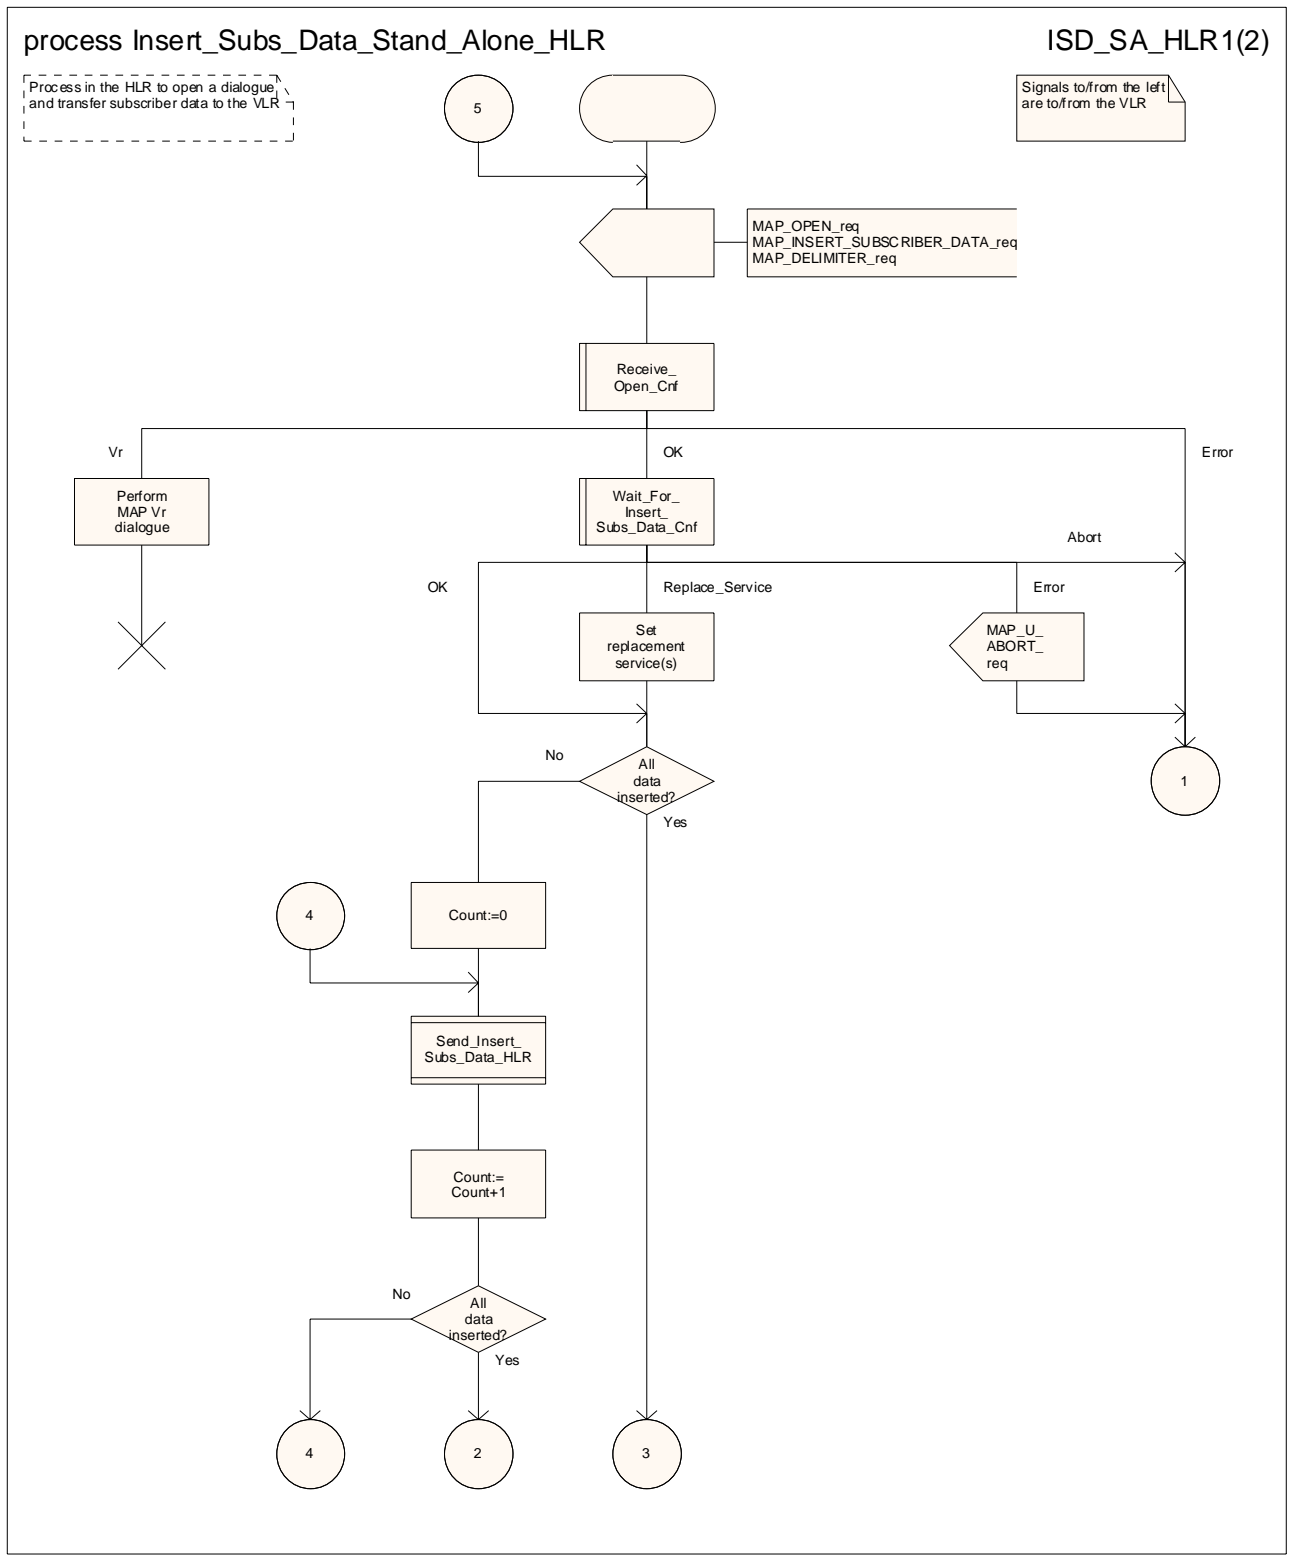 process Insert_Subs_Data_Stand_Alone_HLR
ISD_SA_HLR1(2)
Process in the HLR to open a dialogue
and transfer subscriber data to the VLR
5
Signals to/from the left
are to/from the VLR
MAP_OPEN_req
MAP_INSERT_SUBSCRIBER_DATA_req
MAP_DELIMITER_req
Receive_
Open_Cnf
Vr
OK
Error
Perform
MAP Vr
dialogue
Wait_For_
Insert_
Subs_Data_Cnf
Abort
OK
Replace_Service
Error
Set
replacement
service(s)
MAP_U_
ABORT_
req
No
All
data
inserted?
Yes
1
4
Count:=0
Send_Insert_
Subs_Data_HLR
Count:=
Count+1
No
All
data
inserted?
Yes
4
2
3